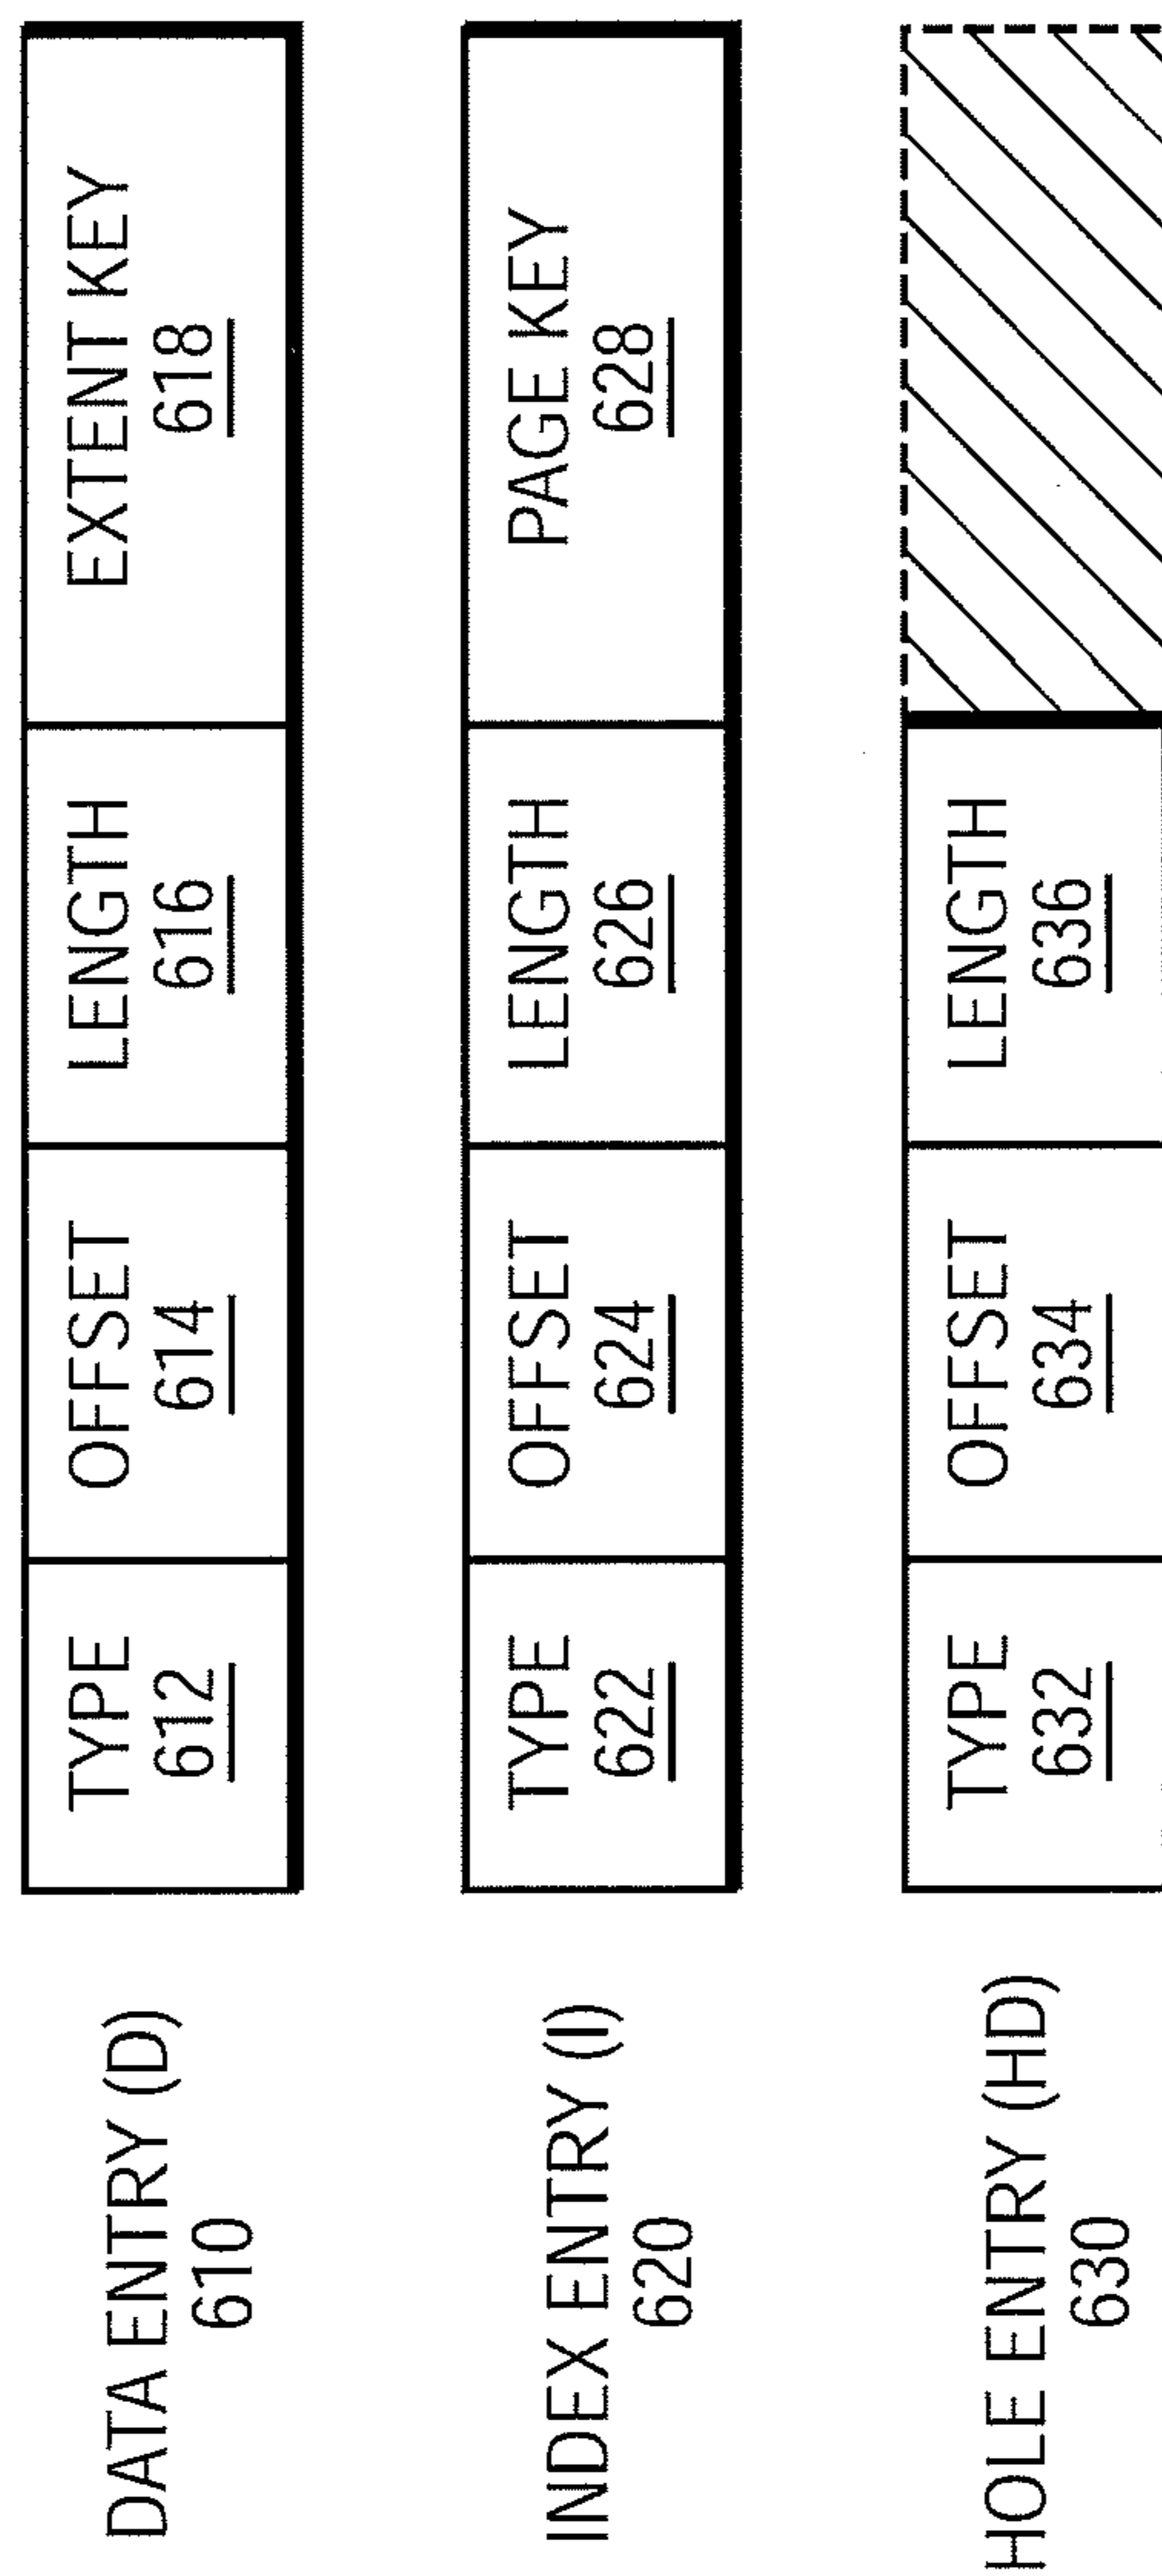 DATA ENTRY (D)
610
TYPE
612
OFFSET
614
LENGTH
616
EXTENT KEY
618
INDEX ENTRY (I)
620
TYPE
622
OFFSET
624
LENGTH
626
PAGE KEY
628
HOLE ENTRY (HD)
630
TYPE
632
OFFSET
634
LENGTH
636